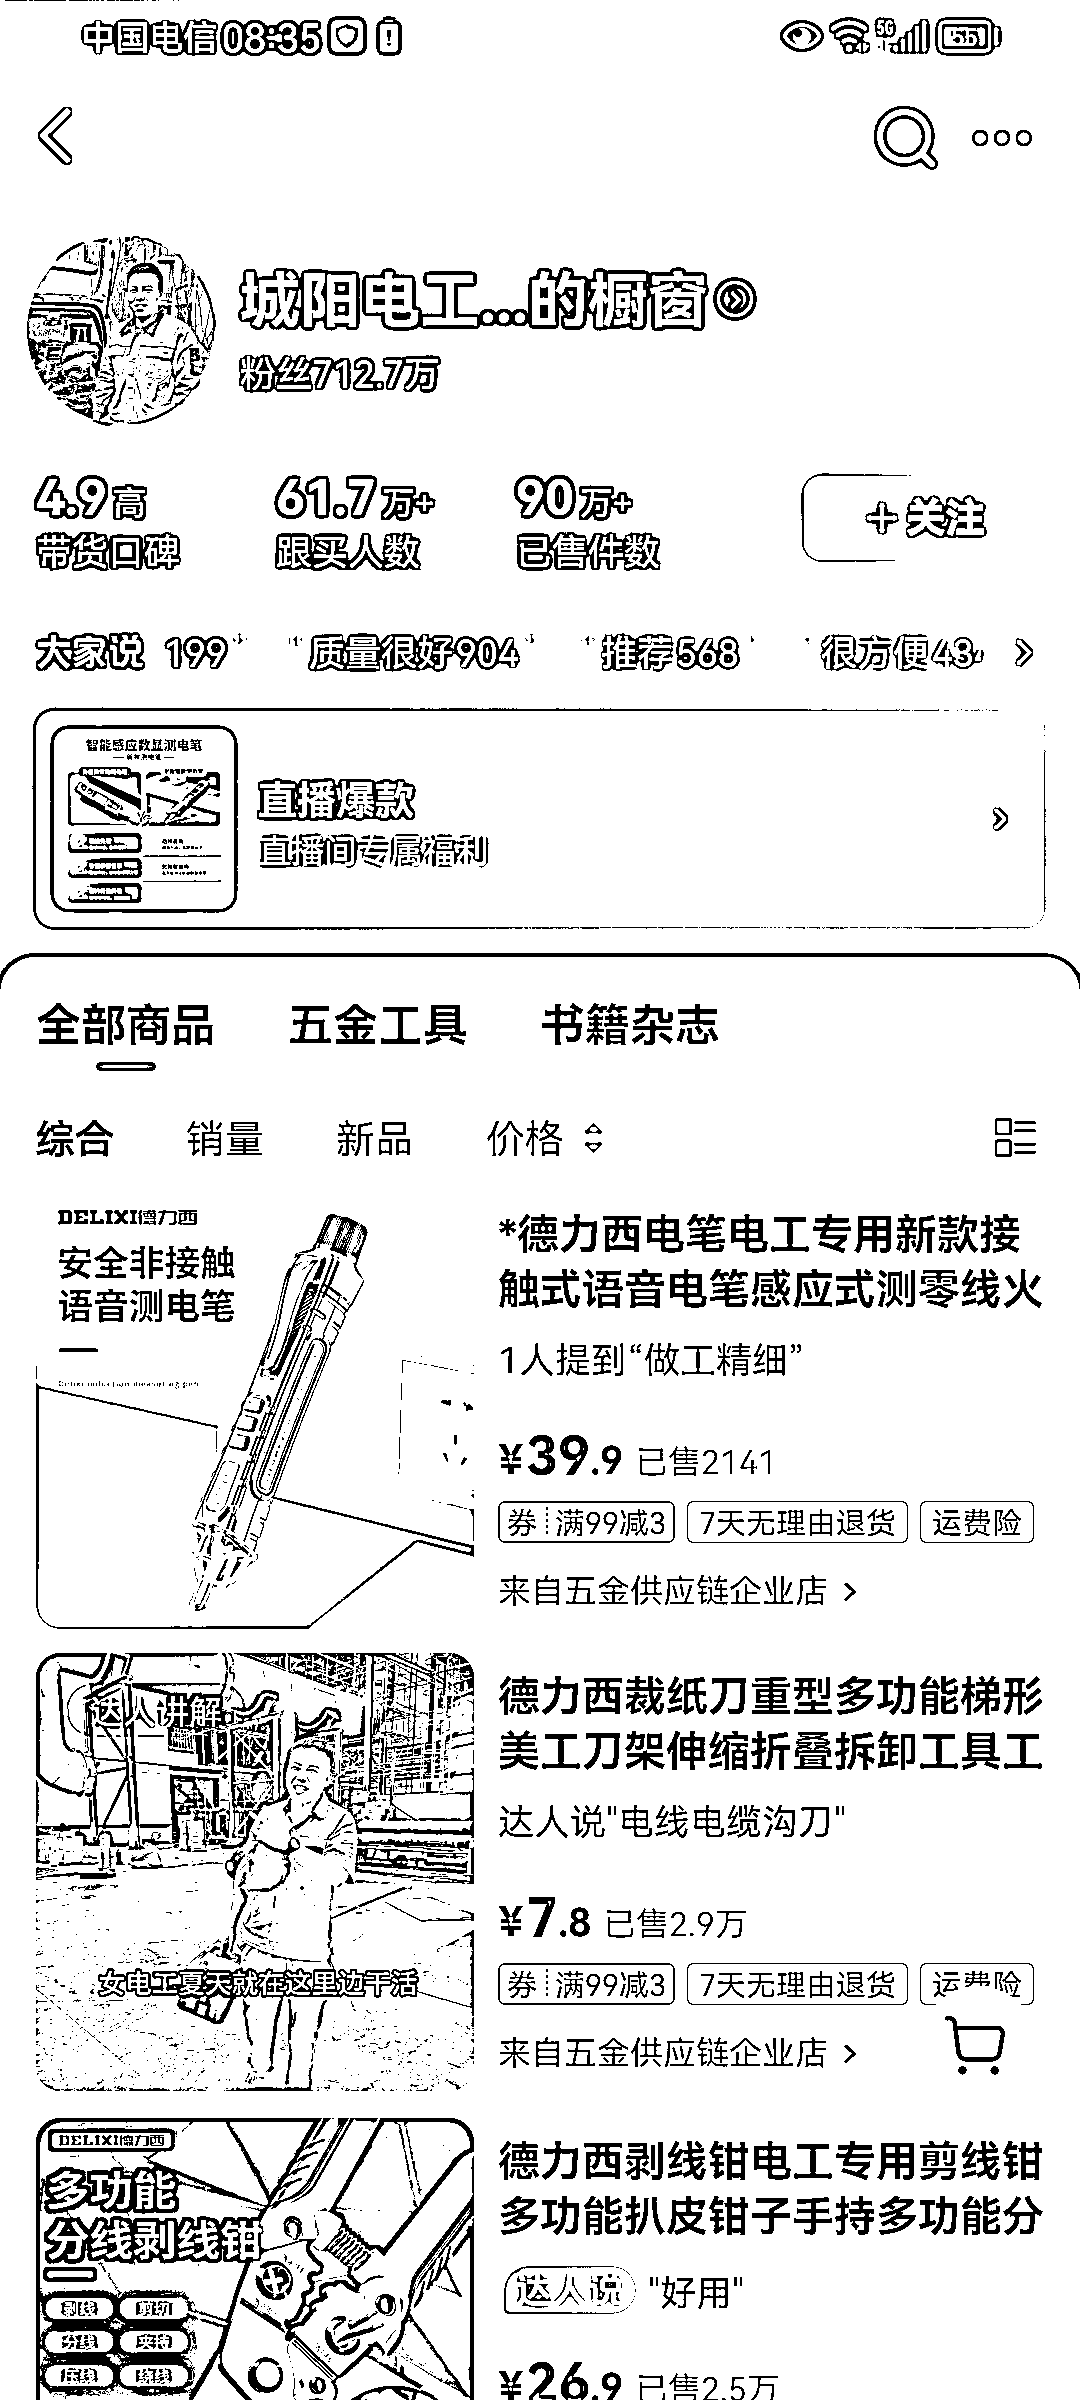 中国电信08:35
5G 55
城阳电工...的橱窗
粉丝712.7万
4.9高 61.7万+ 90万+
带货口碑 跟买人数 已售件数
+关注
大家说 199 质量很好904 推荐568 很方便43
智能感应数显测电笔
直播爆款
直播间专属福利
全部商品 五金工具 书籍杂志
综合 销量 新品 价格
DELIXI德力西
安全非接触
语音测电笔
*德力西电笔电工专用新款接
触式语音电笔感应式测零线火
1人提到“做工精细”
¥39.9 已售2141
券 满99减3 7天无理由退货 运费险
来自五金供应链企业店 >
达人讲解
女电工夏天就在这里边干活
德力西裁纸刀重型多功能梯形
美工刀架伸缩折叠拆卸工具工
达人说"电线电缆沟刀"
¥7.8 已售2.9万
券 满99减3 7天无理由退货 运费险
来自五金供应链企业店 >
DELIXI德力西
多功能
分线剥线钳
剥线 剪切
分线 夹持
压线 绕线
德力西剥线钳电工专用剪线钳
多功能扒皮钳子手持多功能分
达人说 "好用"
¥26.9 已售2.5万